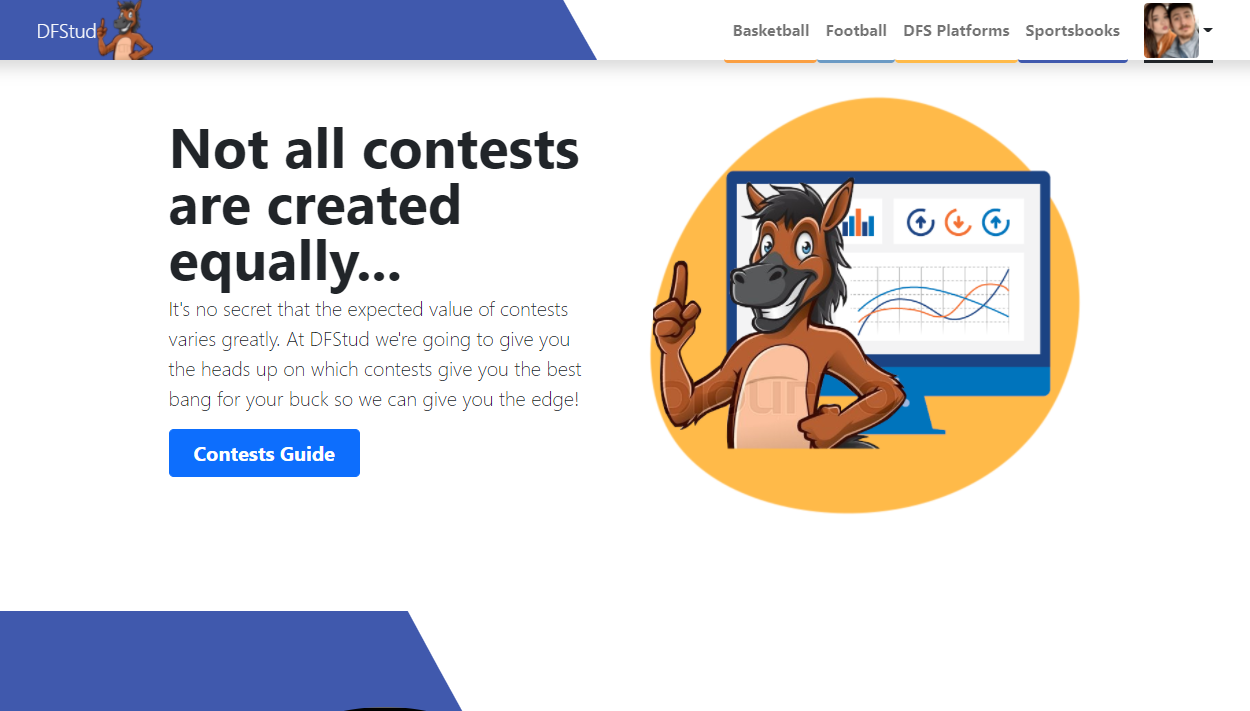 DFStud
Basketball Football DFS Platforms Sportsbooks
Not all contests
are created
equally...
It's no secret that the expected value of contests
varies greatly. At DFStud we're going to give you
the heads up on which contests give you the best
bang for your buck so we can give you the edge!
Contests Guide